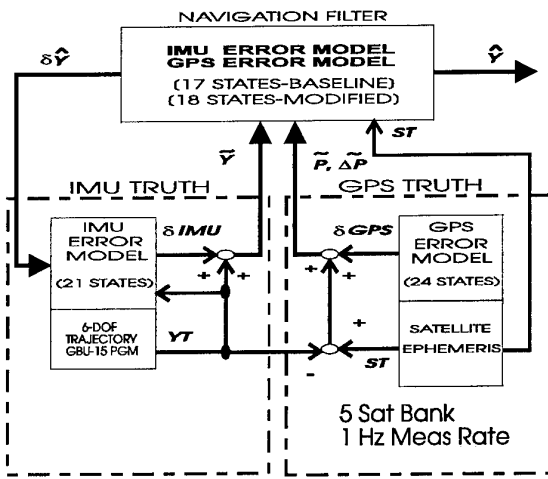 NAVIGATION FILTER
δŶ
IMU ERROR MODEL
GPS ERROR MODEL
(17 STATES-BASELINE)
(18 STATES-MODIFIED)
Ŷ
ST
Ỹ
P̃, ΔP̃
IMU TRUTH
GPS TRUTH
IMU
ERROR
MODEL
(21 STATES)
δIMU
+
+
δGPS
+
+
GPS
ERROR
MODEL
(24 STATES)
6-DOF
TRAJECTORY
GBU-15 PGM
YT
+
-
ST
SATELLITE
EPHEMERIS
5 Sat Bank
1 Hz Meas Rate